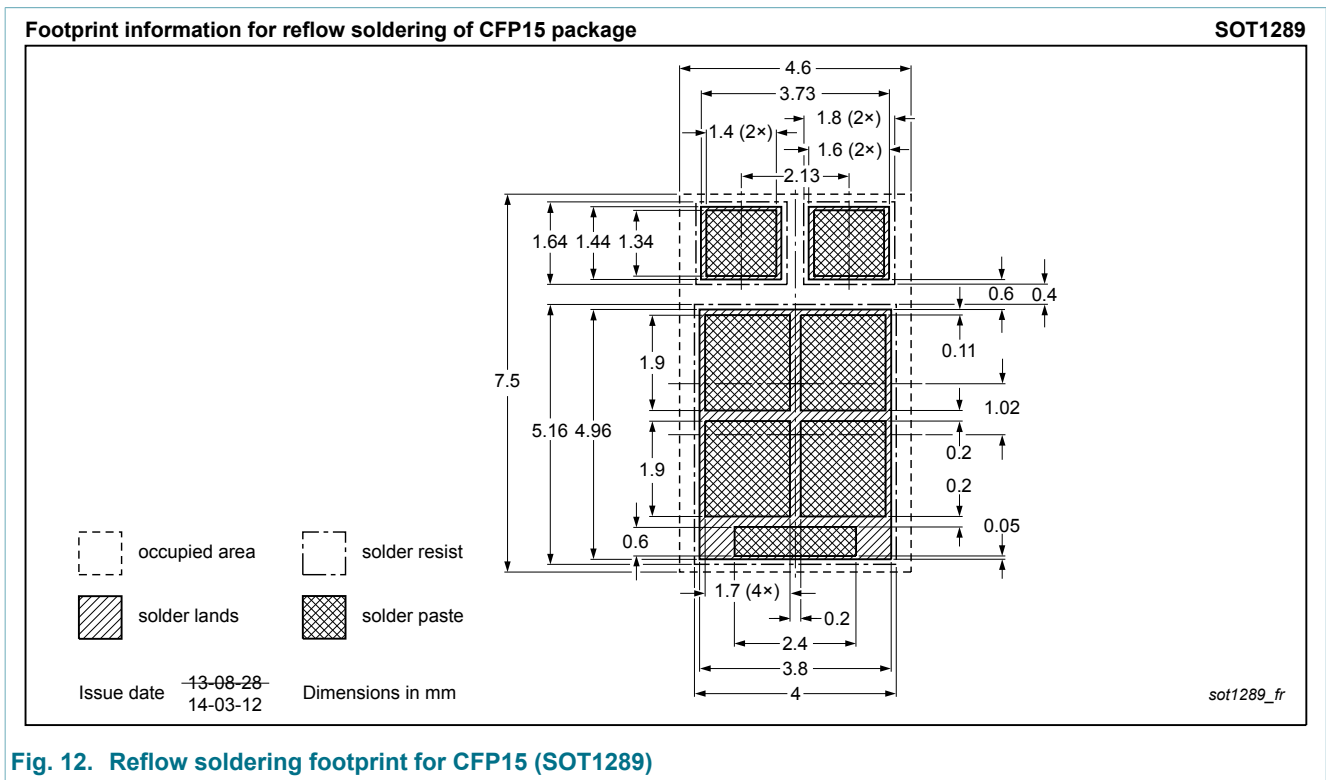 Footprint information for reflow soldering of CFP15 package SOT1289
4.6
3.73
1.8 (2×)
1.4 (2×)
1.6 (2×)
2.13
1.64 1.44 1.34
0.6 0.4
0.11
1.9
7.5
1.02
5.16 4.96
0.2
1.9
0.2
0.05
0.6
1.7 (4×)
0.2
2.4
3.8
4
occupied area
solder resist
solder lands
solder paste
Issue date 13-08-28
14-03-12
Dimensions in mm
sot1289_fr
Fig. 12. Reflow soldering footprint for CFP15 (SOT1289)